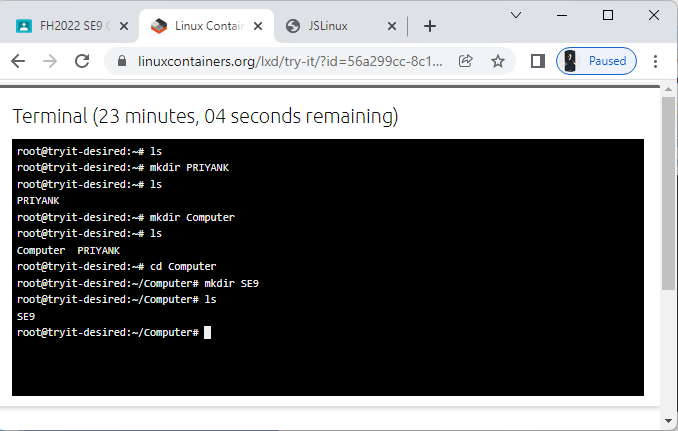 FH2022 SE9
Linux Contain
JSLinux
linuxcontainers.org/lxd/try-it/?id=56a299cc-8c1...
Paused
Terminal (23 minutes, 04 seconds remaining)
root@tryit-desired:~# ls
root@tryit-desired:~# mkdir PRIYANK
root@tryit-desired:~# ls
PRIYANK
root@tryit-desired:~# mkdir Computer
root@tryit-desired:~# ls
Computer  PRIYANK
root@tryit-desired:~# cd Computer
root@tryit-desired:~/Computer# mkdir SE9
root@tryit-desired:~/Computer# ls
SE9
root@tryit-desired:~/Computer#